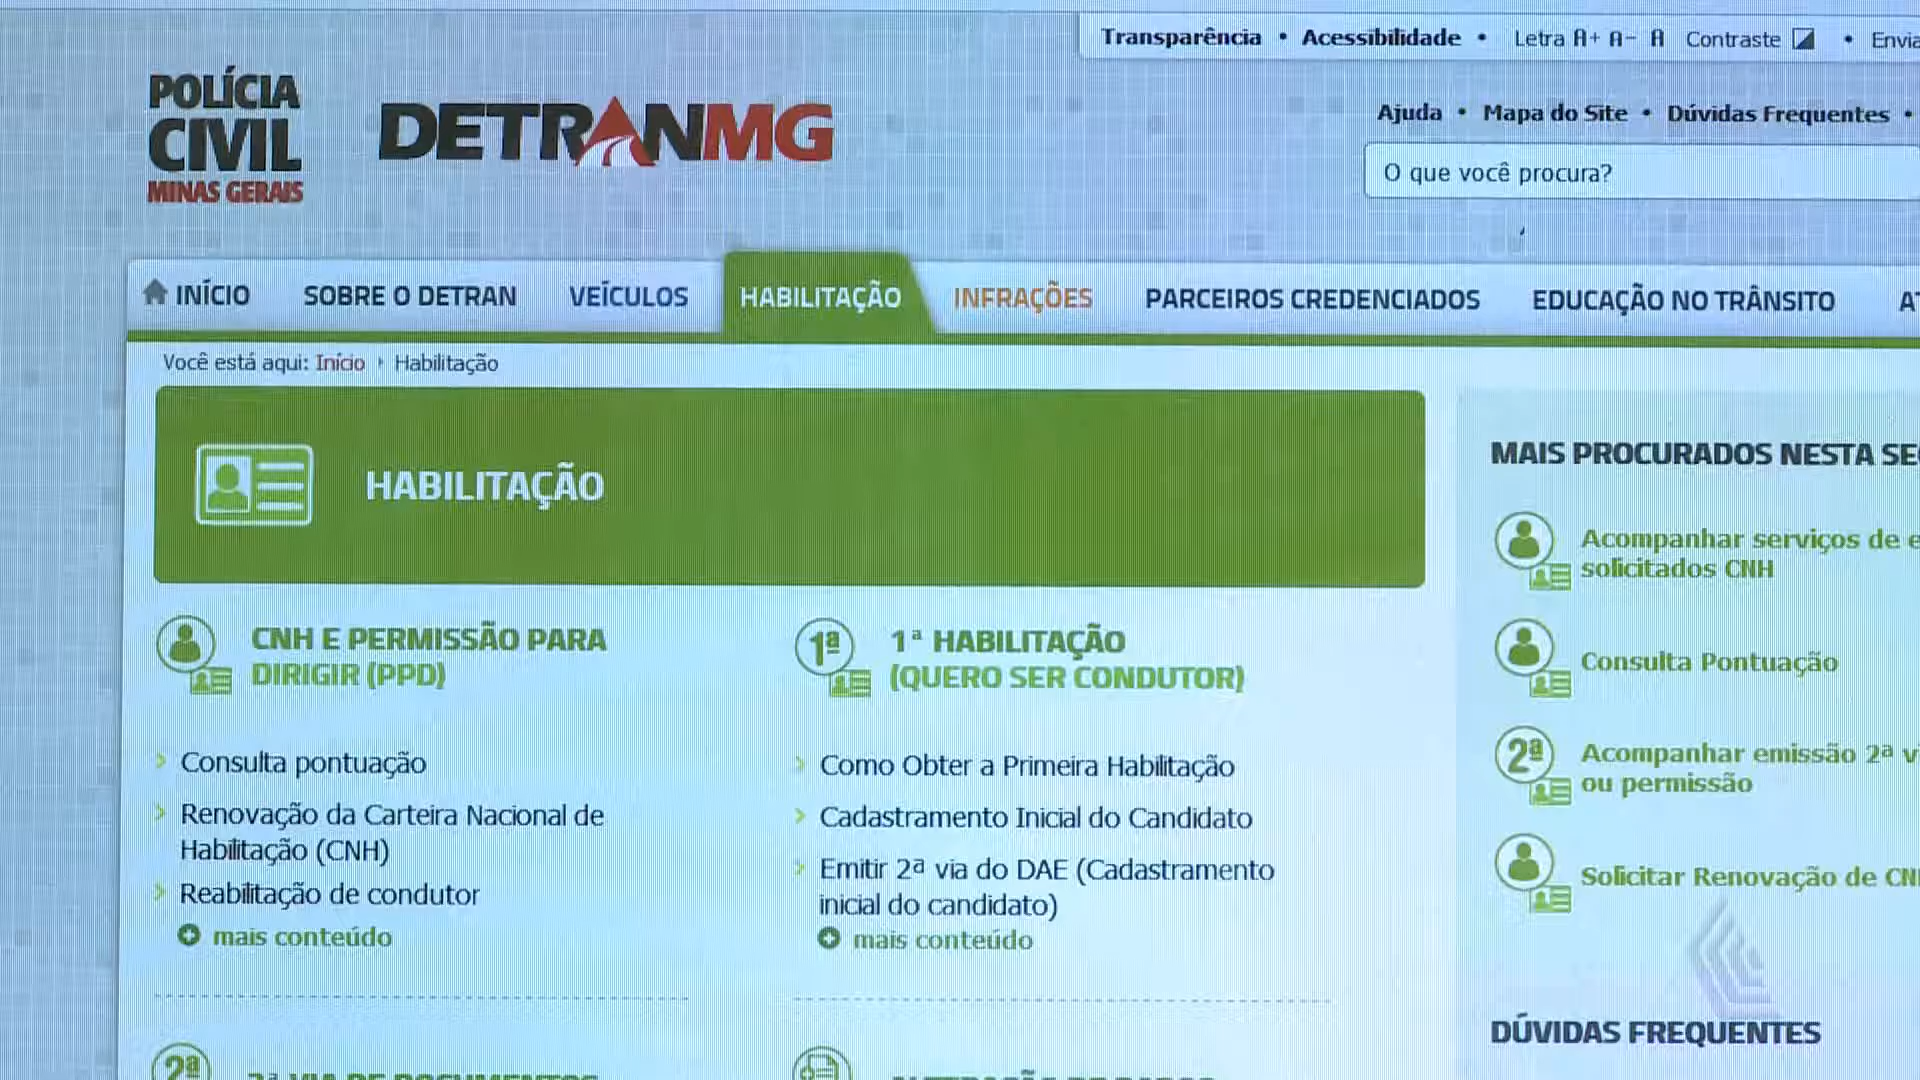 Transparência • Acessibilidade • Letra A+ A- A Contraste •
POLÍCIA
CIVIL
MINAS GERAIS
DETRANMG
Ajuda • Mapa do Site • Dúvidas Frequentes •
O que você procura?
INÍCIO SOBRE O DETRAN VEÍCULOS HABILITAÇÃO INFRAÇÕES PARCEIROS CREDENCIADOS EDUCAÇÃO NO TRÂNSITO
Você está aqui: Início Habilitação
HABILITAÇÃO
CNH E PERMISSÃO PARA
DIRIGIR (PPD)
Consulta pontuação
Renovação da Carteira Nacional de
Habilitação (CNH)
Reabilitação de condutor
mais conteúdo
1ª
1ª HABILITAÇÃO
(QUERO SER CONDUTOR)
Como Obter a Primeira Habilitação
Cadastramento Inicial do Candidato
Emitir 2ª via do DAE (Cadastramento
inicial do candidato)
mais conteúdo
MAIS PROCURADOS NESTA
Acompanhar serviços de
solicitados CNH
Consulta Pontuação
2ª
Acompanhar emissão 2ª
ou permissão
Solicitar Renovação de
DÚVIDAS FREQUENTES
2ª
2ª VIA DE DOCUMENTOS